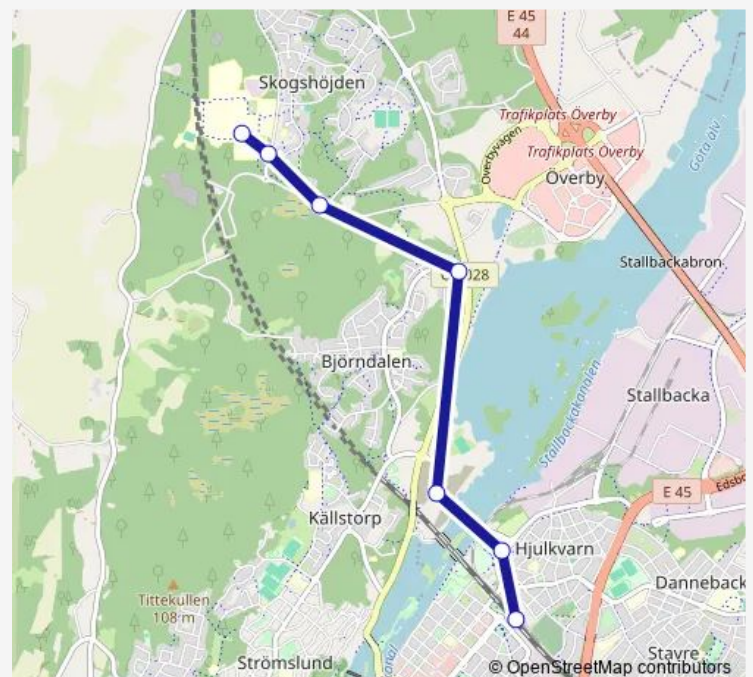 E 45
44
Skogshöjden
Trafikplats Överby
Överbyvägen
Trafikplats Överby
Göta älv
Överby
Stallbackabron
028
Björndalen
Stallbackakanalen
Stallbacka
E 45
Källstorp
Hjulkvarn
Tittekullen
108 m
Danneback
Strömslund
Stavre
© OpenStreetMap contributors